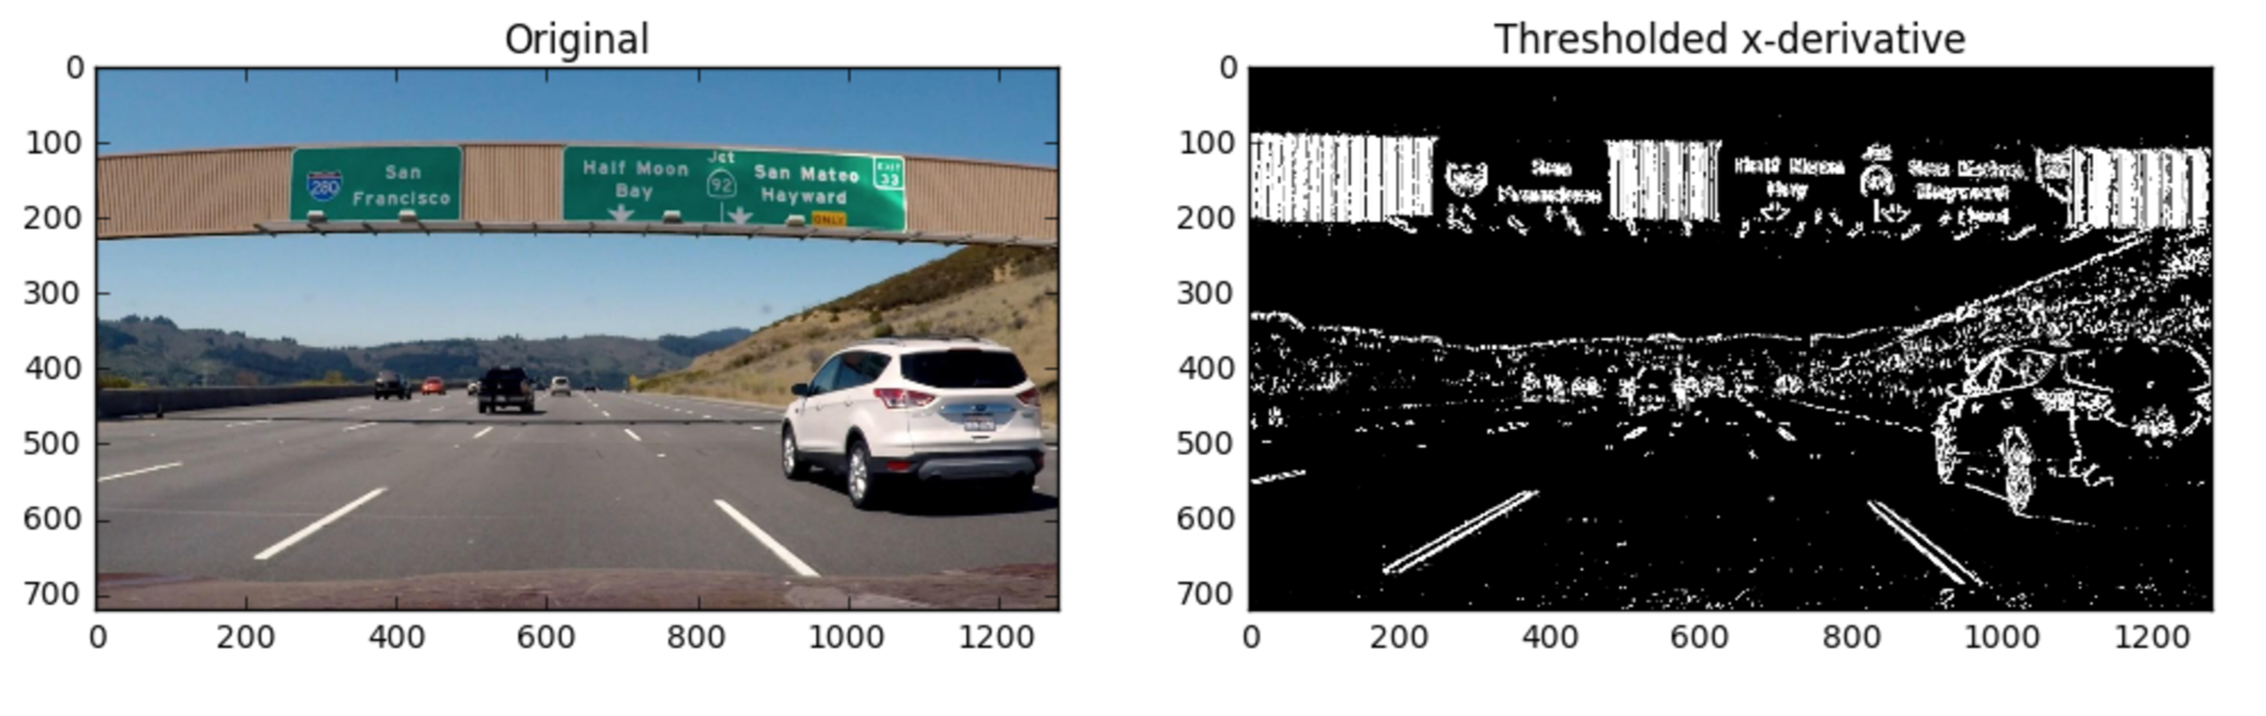 Original
Thresholded x-derivative
0
100
200
300
400
500
600
700
0 200 400 600 800 1000 1200
280
San
Francisco
Half Moon
Bay
Jct
92
San Mateo
Hayward
EXIT
33
ONLY
0
100
200
300
400
500
600
700
0 200 400 600 800 1000 1200